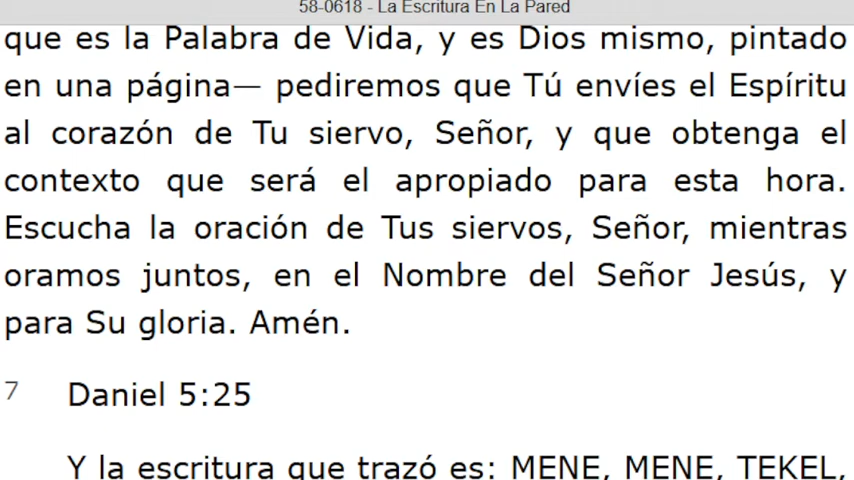 58-0618 - La Escritura En La Pared
que es la Palabra de Vida, y es Dios mismo, pintado
en una página— pediremos que Tú envíes el Espíritu
al corazón de Tu siervo, Señor, y que obtenga el
contexto que será el apropiado para esta hora.
Escucha la oración de Tus siervos, Señor, mientras
oramos juntos, en el Nombre del Señor Jesús, y
para Su gloria. Amén.
7 Daniel 5:25
Y la escritura que trazó es: MENE, MENE, TEKEL,